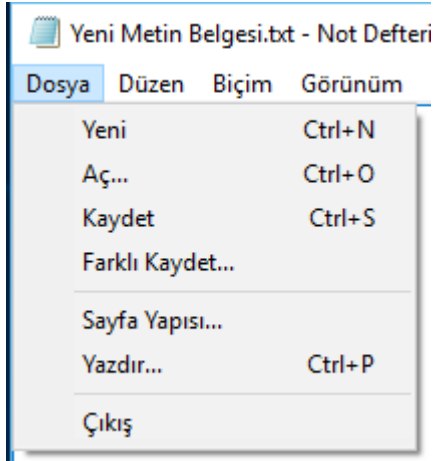 Yeni Metin Belgesi.txt - Not Defteri
Dosya Düzen Biçim Görünüm
Yeni Ctrl+N
Aç... Ctrl+O
Kaydet Ctrl+S
Farklı Kaydet...
Sayfa Yapısı...
Yazdır... Ctrl+P
Çıkış